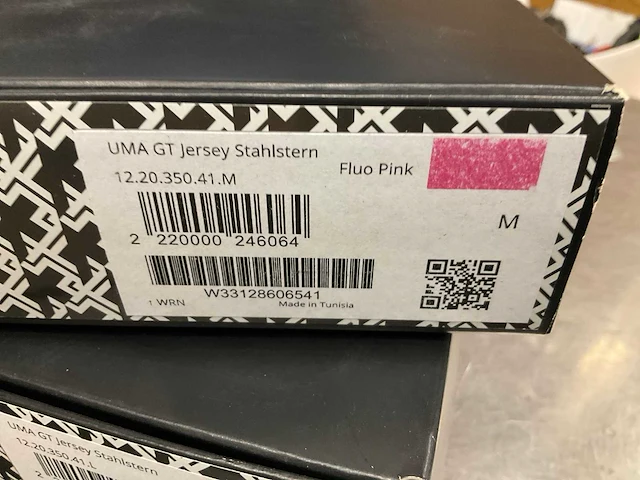 UMA GT Jersey Stahlstern
12.20.350.41.M
Fluo Pink
M
2 220000 246064
W33128606541
1 WRN
Made in Tunisia
UMA GT Jersey Stahlstern
12.20.350.41.L
2